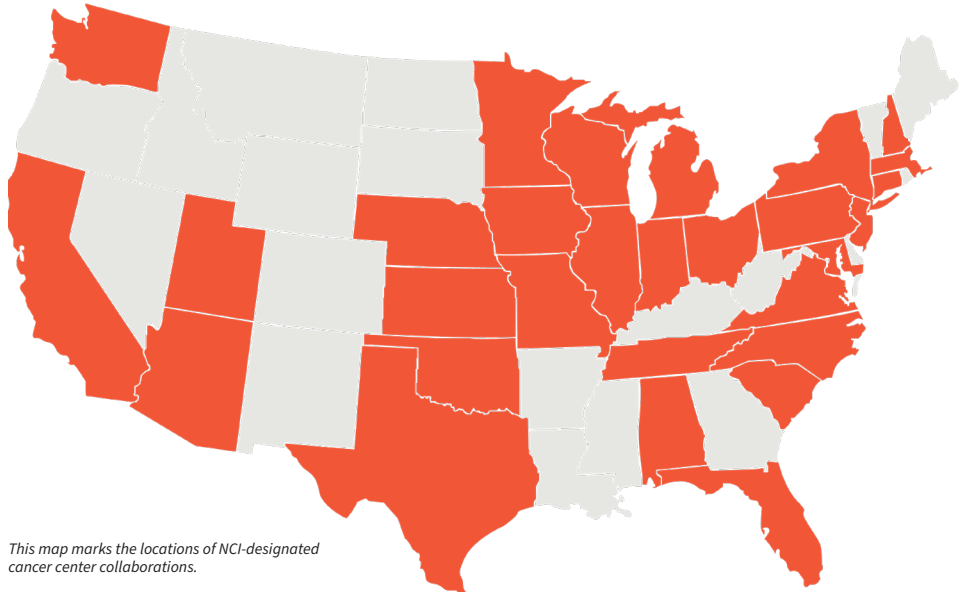 This map marks the locations of NCI-designated
cancer center collaborations.